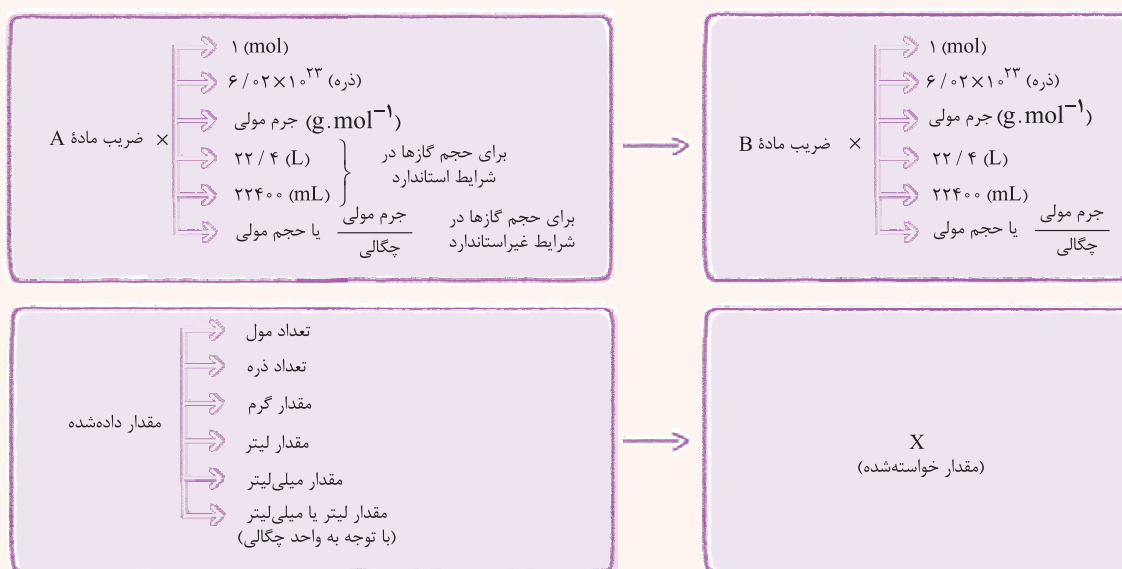 ۱ (mol)
۶/۰۲×۱۰^۲۳ (ذره)
جرم مولی (g.mol^−۱)
ضریب مادهٔ A ×
۲۲/۴ (L)
۲۲۴۰۰ (mL)
برای حجم گازها در
شرایط استاندارد
جرم مولی
چگالی
یا حجم مولی
برای حجم گازها در
شرایط غیراستاندارد
۱ (mol)
۶/۰۲×۱۰^۲۳ (ذره)
جرم مولی (g.mol^−۱)
ضریب مادهٔ B ×
۲۲/۴ (L)
۲۲۴۰۰ (mL)
جرم مولی
چگالی
یا حجم مولی
تعداد مول
تعداد ذره
مقدار گرم
مقدار داده‌شده
مقدار لیتر
مقدار میلی‌لیتر
مقدار لیتر یا میلی‌لیتر
(با توجه به واحد چگالی)
X
(مقدار خواسته‌شده)